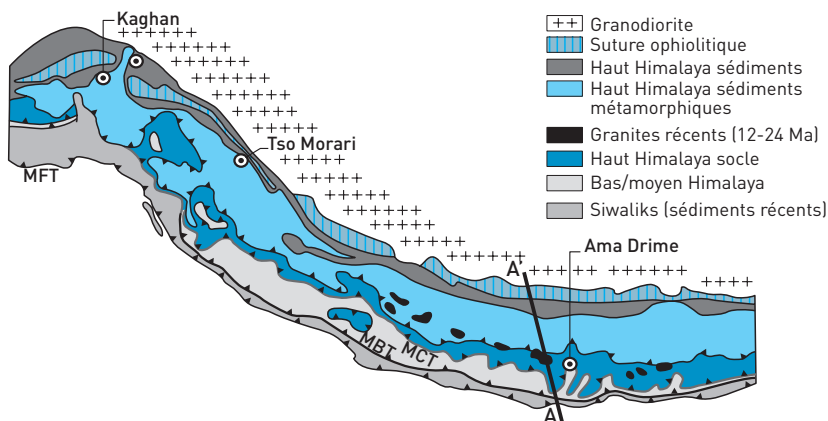 Kaghan
Tso Morari
MFT
Ama Drime
A'
MBT
MCT
A
++ Granodiorite
Suture ophiolitique
Haut Himalaya sédiments
Haut Himalaya sédiments
métamorphiques
Granites récents (12-24 Ma)
Haut Himalaya socle
Bas/moyen Himalaya
Siwaliks (sédiments récents)